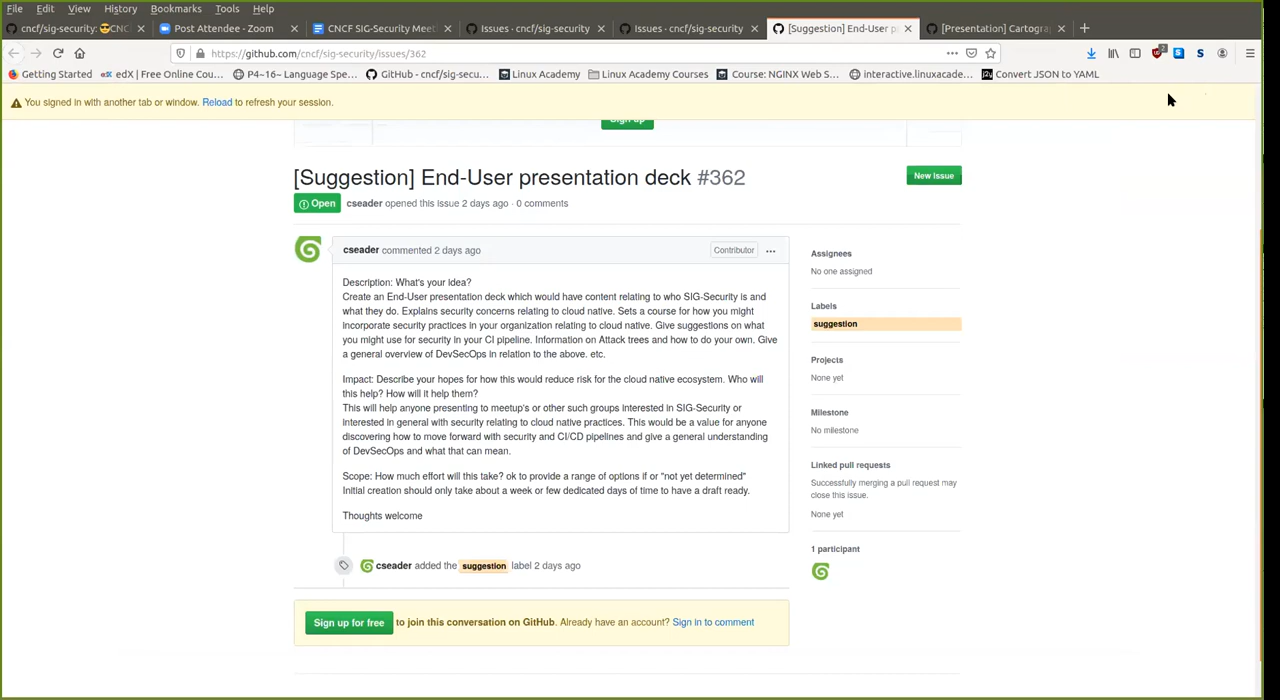 File Edit View History Bookmarks Tools Help
cncf/sig-security: 😎CNC
Post Attendee - Zoom
CNCF SIG-Security Meet
Issues · cncf/sig-security
Issues · cncf/sig-security
[Suggestion] End-User p
[Presentation] Cartogra
https://github.com/cncf/sig-security/issues/362
Getting Started edX | Free Online Cou... P4~16~ Language Spe... GitHub - cncf/sig-secu... Linux Academy Linux Academy Courses Course: NGINX Web S... interactive.linuxacade... Convert JSON to YAML
You signed in with another tab or window. Reload to refresh your session.
Sign up
[Suggestion] End-User presentation deck #362
New issue
Open cseader opened this issue 2 days ago · 0 comments
cseader commented 2 days ago
Contributor
Description: What's your idea?
Create an End-User presentation deck which would have content relating to who SIG-Security is and
what they do. Explains security concerns relating to cloud native. Sets a course for how you might
incorporate security practices in your organization relating to cloud native. Give suggestions on what
you might use for security in your CI pipeline. Information on Attack trees and how to do your own. Give
a general overview of DevSecOps in relation to the above. etc.
Impact: Describe your hopes for how this would reduce risk for the cloud native ecosystem. Who will
this help? How will it help them?
This will help anyone presenting to meetup's or other such groups interested in SIG-Security or
interested in general with security relating to cloud native practices. This would be a value for anyone
discovering how to move forward with security and CI/CD pipelines and give a general understanding
of DevSecOps and what that can mean.
Scope: How much effort will this take? ok to provide a range of options if or "not yet determined"
Initial creation should only take about a week or few dedicated days of time to have a draft ready.
Thoughts welcome
cseader added the suggestion label 2 days ago
Sign up for free to join this conversation on GitHub. Already have an account? Sign in to comment
Assignees
No one assigned
Labels
suggestion
Projects
None yet
Milestone
No milestone
Linked pull requests
Successfully merging a pull request may
close this issue.
None yet
1 participant